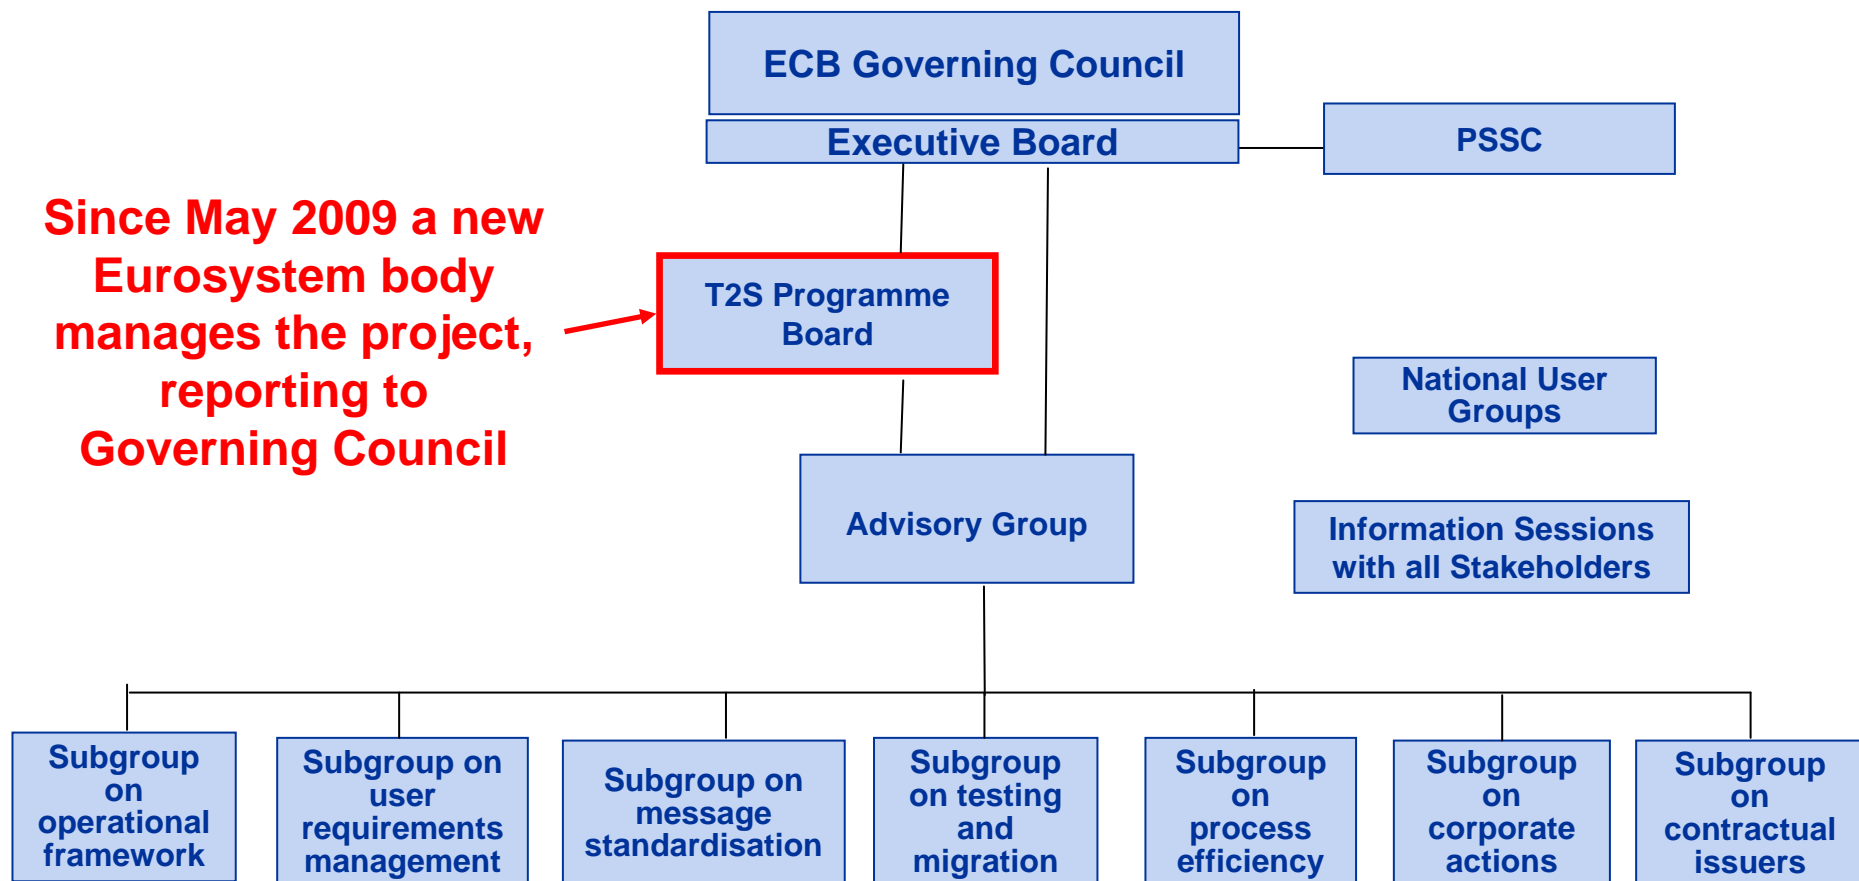 ECB Governing Council
Executive Board
PSSC
Since May 2009 a new
Eurosystem body
manages the project,
reporting to
Governing Council
T2S Programme
Board
National User
Groups
Advisory Group
Information Sessions
with all Stakeholders
Subgroup
on
operational
framework
Subgroup on
user
requirements
management
Subgroup on
message
standardisation
Subgroup
on testing
and
migration
Subgroup
on
process
efficiency
Subgroup
on
corporate
actions
Subgroup
on
contractual
issuers